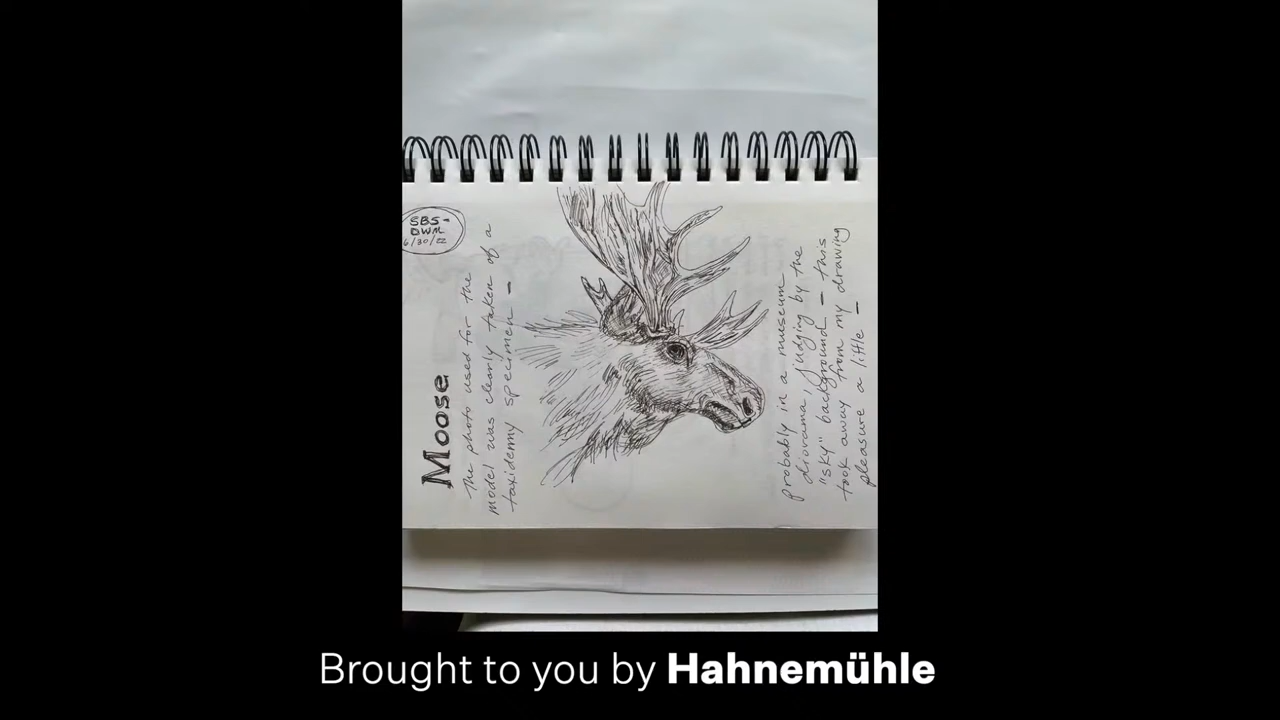 SBS-
DWM
6/30/22
Moose
The photo used for the
model was clearly taken of a
taxidermy specimen –
probably in a museum
diorama, judging by the
"sky" background – this
took away from my drawing
pleasure a little –
Brought to you by Hahnemühle